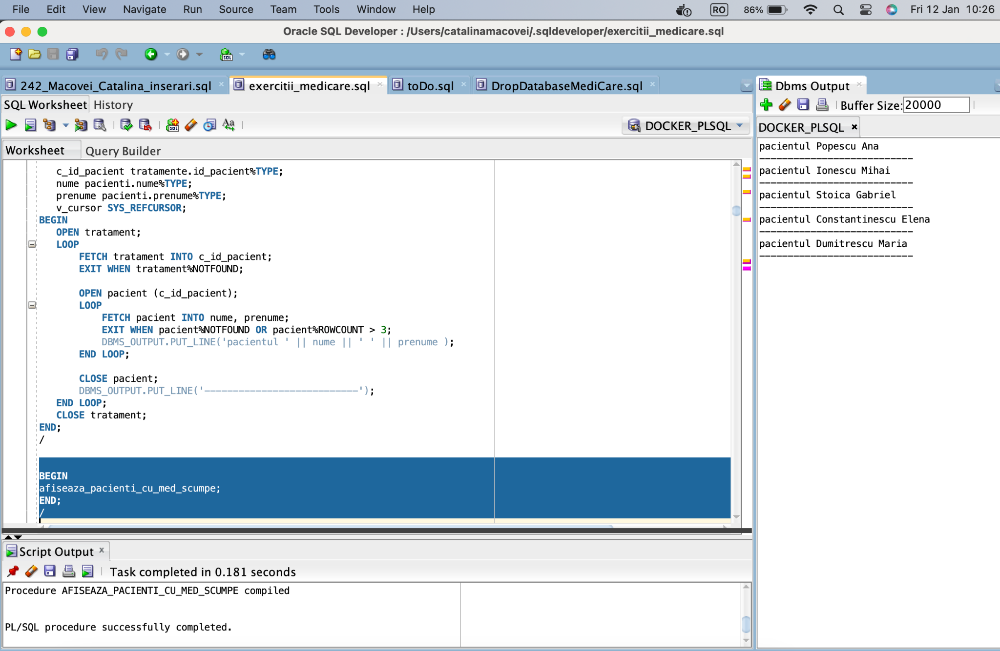 File Edit View Navigate Run Source Team Tools Window Help RO 86% Fri 12 Jan 10:26
Oracle SQL Developer : /Users/catalinamacovei/.sqldeveloper/exercitii_medicare.sql
242_Macovei_Catalina_inserari.sql exercitii_medicare.sql toDo.sql DropDatabaseMediCare.sql
SQL Worksheet History
DOCKER_PLSQL
Worksheet Query Builder
c_id_pacient tratamente.id_pacient%TYPE;
nume pacienti.nume%TYPE;
prenume pacienti.prenume%TYPE;
v_cursor SYS_REFCURSOR;
BEGIN
OPEN tratament;
LOOP
FETCH tratament INTO c_id_pacient;
EXIT WHEN tratament%NOTFOUND;
OPEN pacient (c_id_pacient);
LOOP
FETCH pacient INTO nume, prenume;
EXIT WHEN pacient%NOTFOUND OR pacient%ROWCOUNT > 3;
DBMS_OUTPUT.PUT_LINE('pacientul ' || nume || ' ' || prenume );
END LOOP;
CLOSE pacient;
DBMS_OUTPUT.PUT_LINE('---------------------------');
END LOOP;
CLOSE tratament;
END;
/
BEGIN
afiseaza_pacienti_cu_med_scumpe;
END;
/
Script Output
Task completed in 0.181 seconds
Procedure AFISEAZA_PACIENTI_CU_MED_SCUMPE compiled
PL/SQL procedure successfully completed.
Dbms Output
Buffer Size: 20000
DOCKER_PLSQL
pacientul Popescu Ana
---------------------------
pacientul Ionescu Mihai
---------------------------
pacientul Stoica Gabriel
---------------------------
pacientul Constantinescu Elena
---------------------------
pacientul Dumitrescu Maria
---------------------------